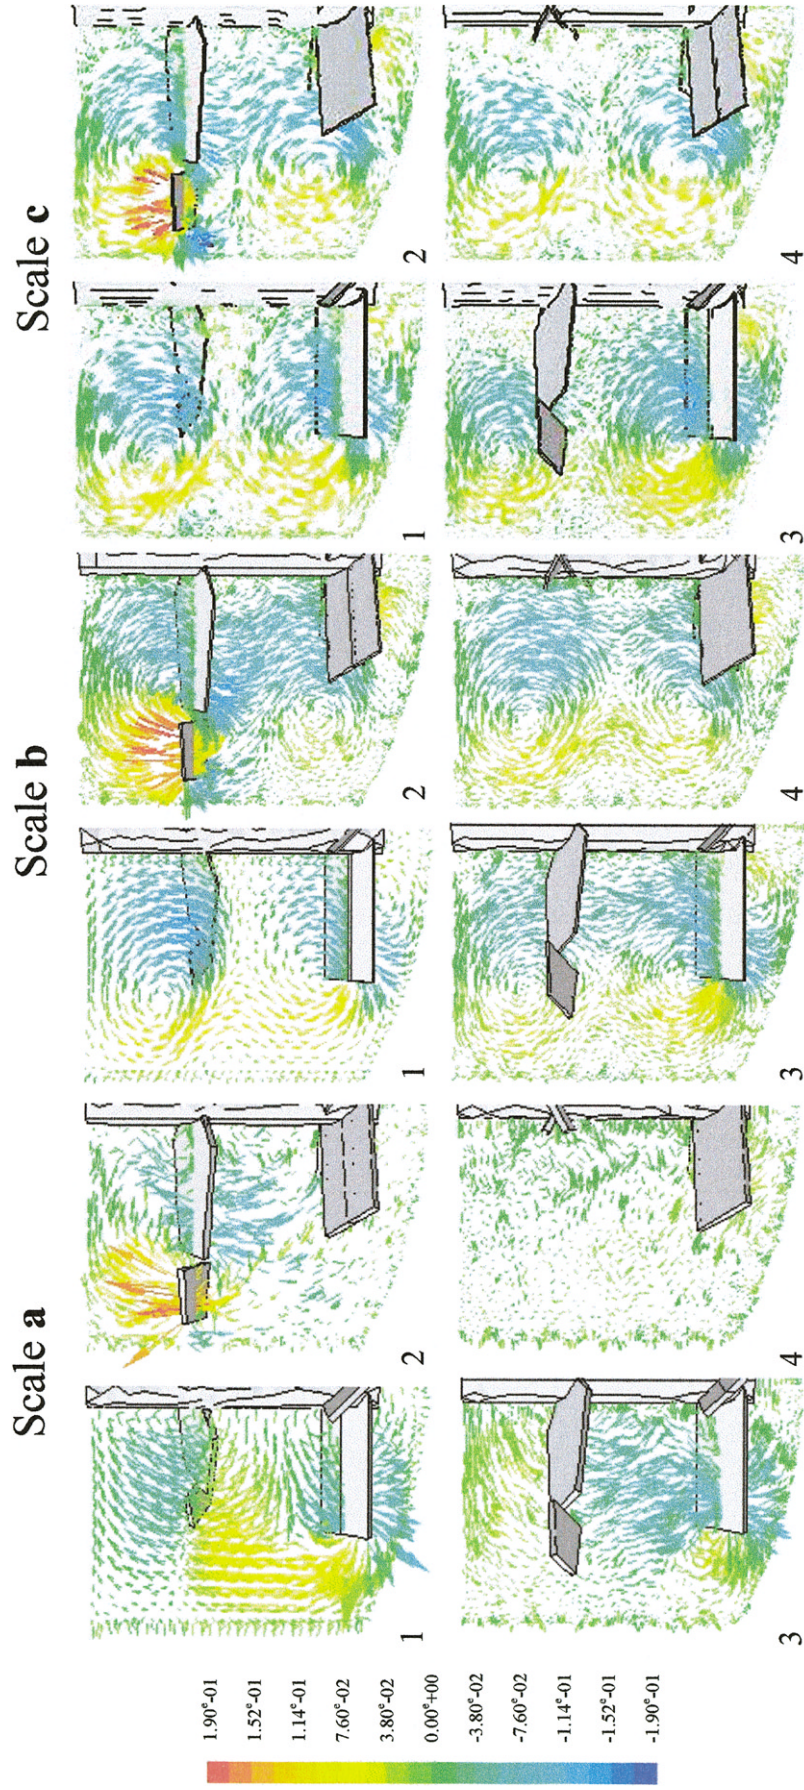 Scale a
Scale b
Scale c
1
2
1
2
1
2
3
4
3
4
3
4
1.90e-01
1.52e-01
1.14e-01
7.60e-02
3.80e-02
0.00e+00
-3.80e-02
-7.60e-02
-1.14e-01
-1.52e-01
-1.90e-01